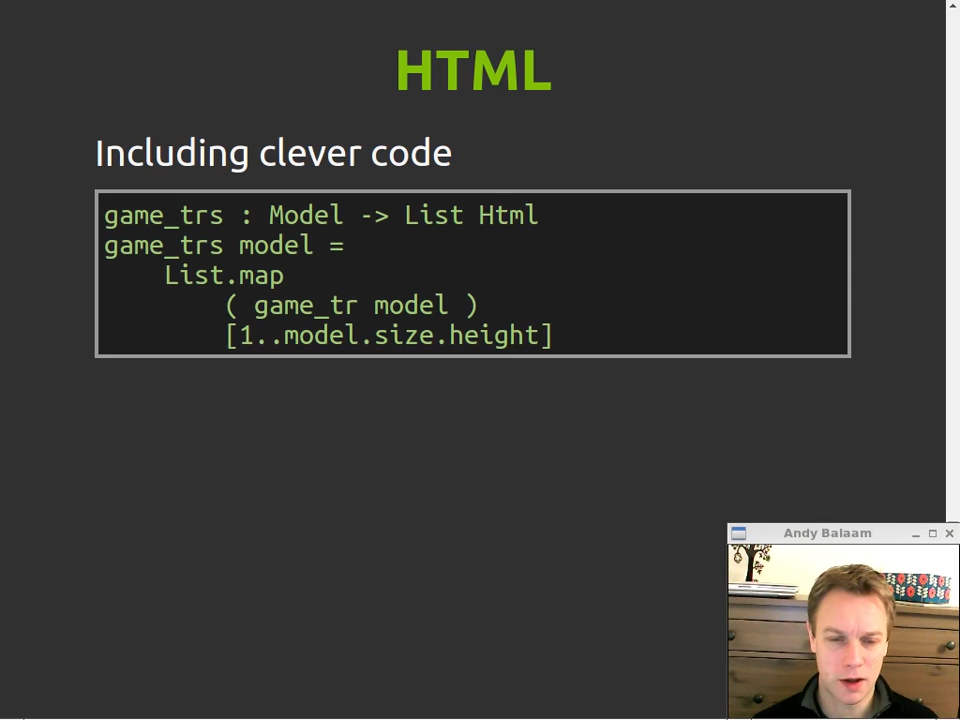 HTML
Including clever code
game_trs : Model -> List Html
game_trs model =
    List.map
        ( game_tr model )
        [1..model.size.height]
Andy Balaam